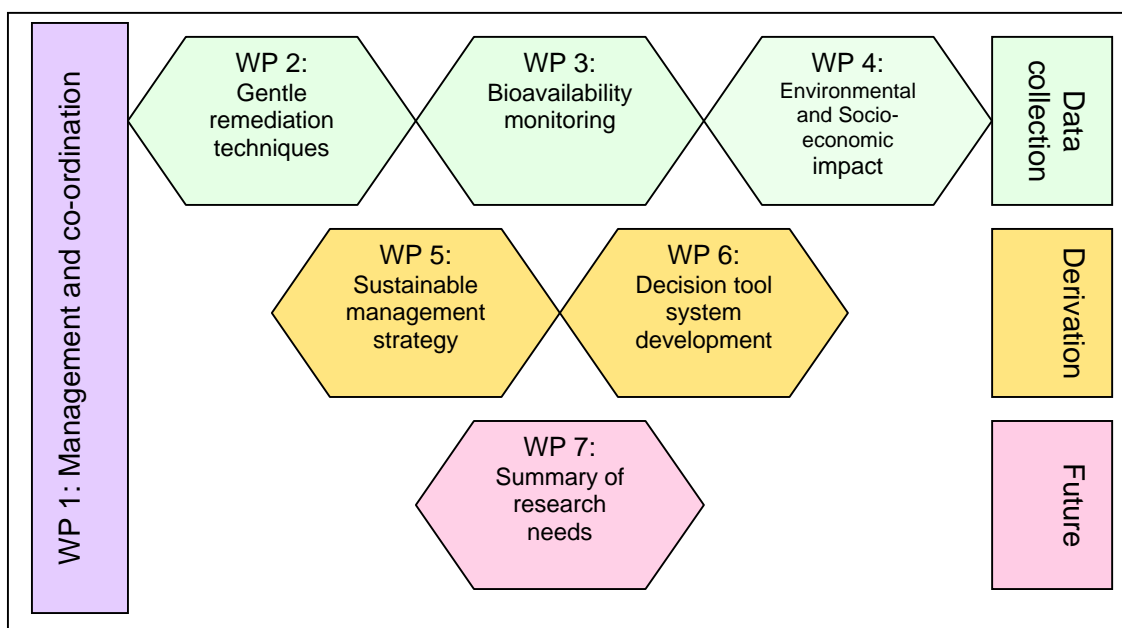 WP 1: Management and co-ordination
WP 2:
Gentle
remediation
techniques
WP 3:
Bioavailability
monitoring
WP 4:
Environmental
and Socio-
economic
impact
Data
collection
WP 5:
Sustainable
management
strategy
WP 6:
Decision tool
system
development
Derivation
WP 7:
Summary of
research
needs
Future